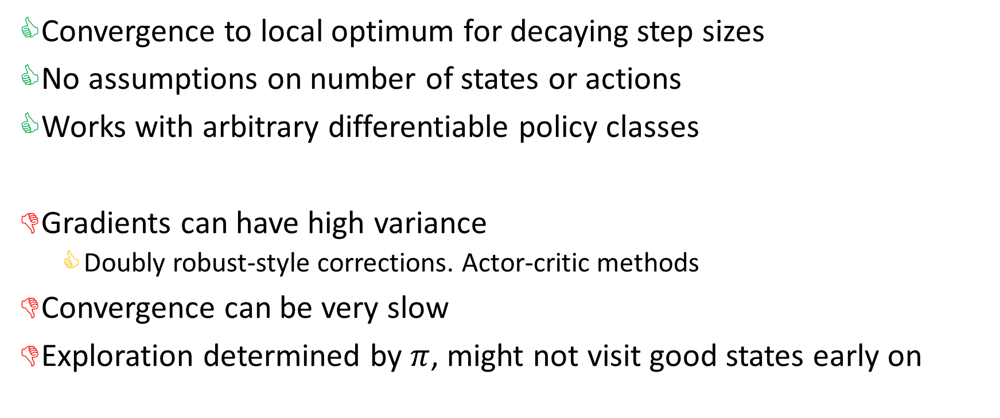 Convergence to local optimum for decaying step sizes
No assumptions on number of states or actions
Works with arbitrary differentiable policy classes
Gradients can have high variance
Doubly robust-style corrections. Actor-critic methods
Convergence can be very slow
Exploration determined by π, might not visit good states early on